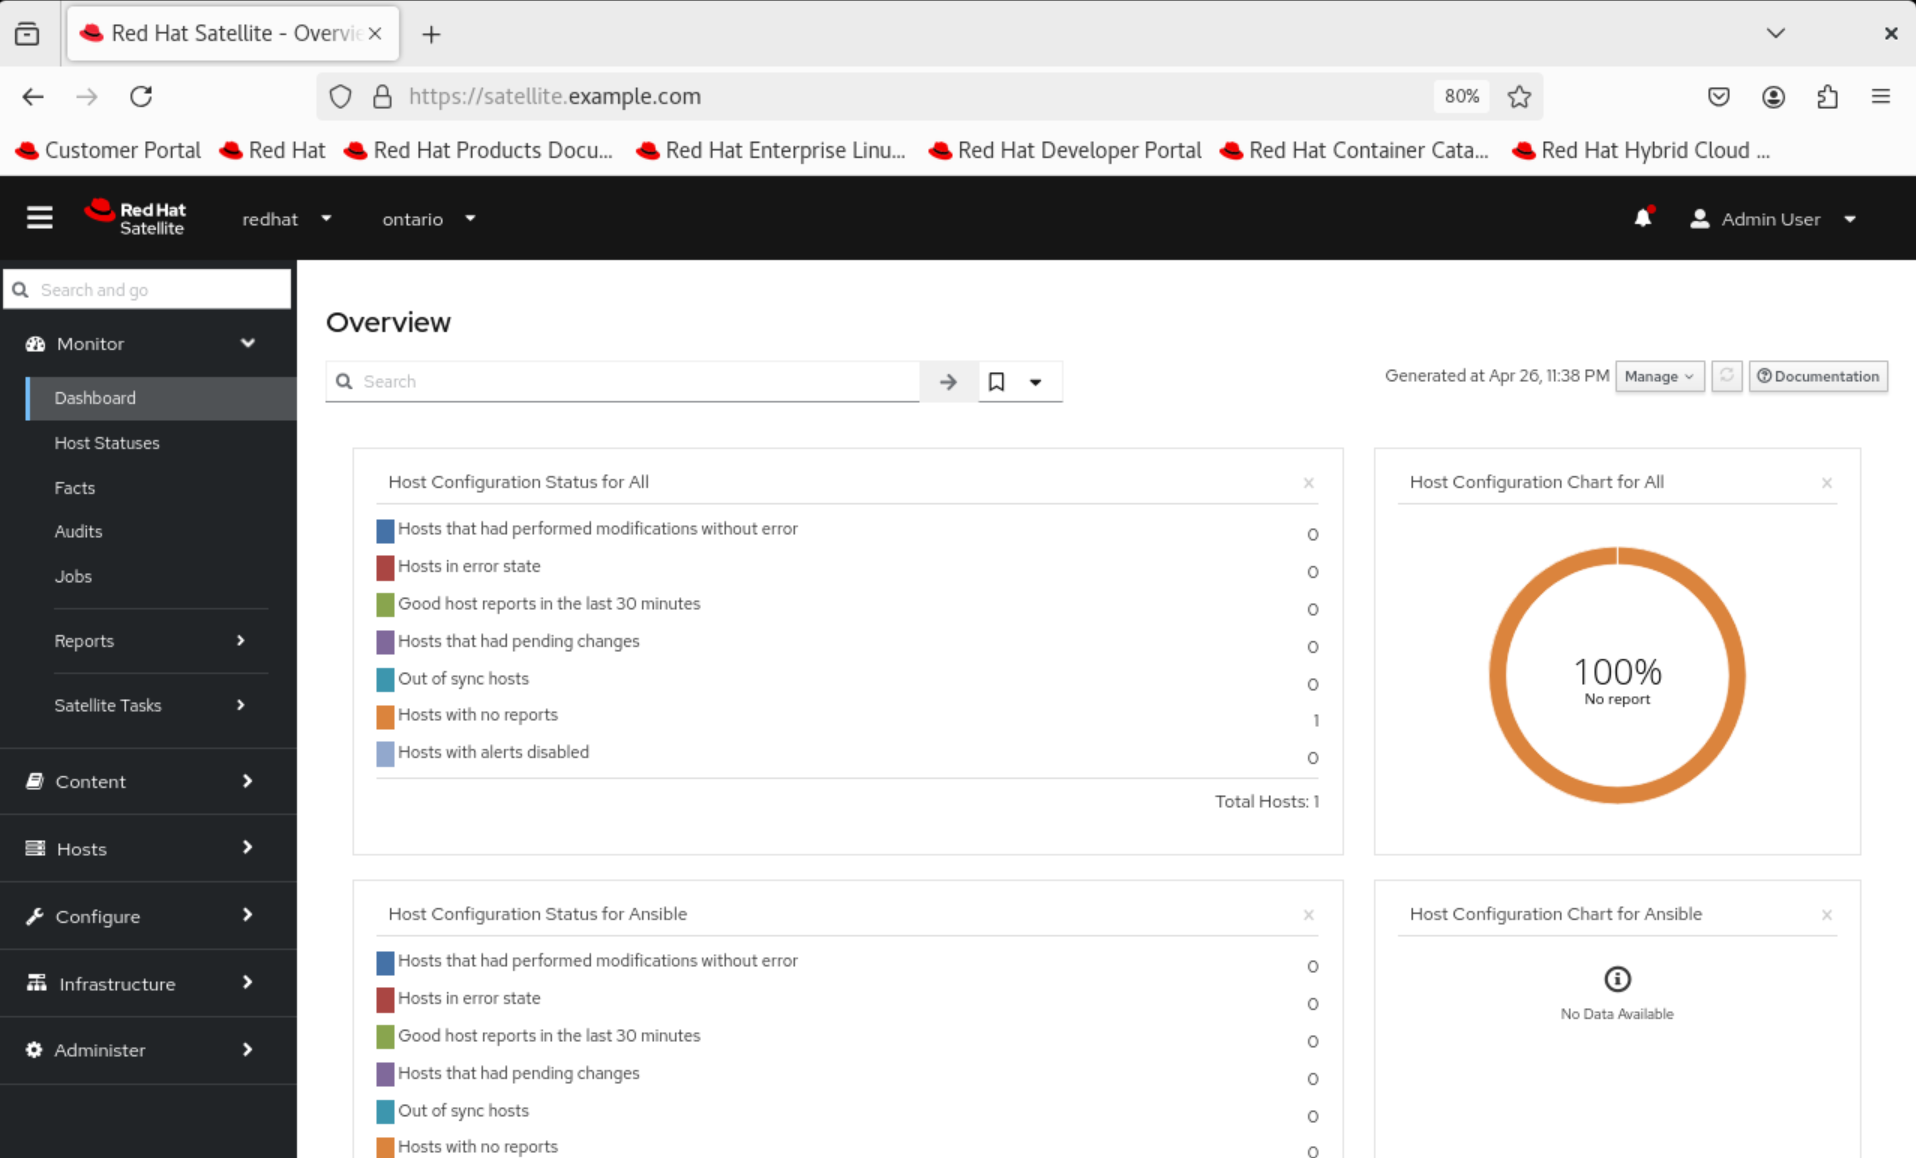 Red Hat Satellite - Overvie
https://satellite.example.com
80%
Customer Portal
Red Hat
Red Hat Products Docu...
Red Hat Enterprise Linu...
Red Hat Developer Portal
Red Hat Container Cata...
Red Hat Hybrid Cloud ...
Red Hat
Satellite
redhat
ontario
Admin User
Search and go
Monitor
Dashboard
Host Statuses
Facts
Audits
Jobs
Reports
Satellite Tasks
Content
Hosts
Configure
Infrastructure
Administer
Overview
Search
Generated at Apr 26, 11:38 PM
Manage
Documentation
Host Configuration Status for All
Hosts that had performed modifications without error 0
Hosts in error state 0
Good host reports in the last 30 minutes 0
Hosts that had pending changes 0
Out of sync hosts 0
Hosts with no reports 1
Hosts with alerts disabled 0
Total Hosts: 1
Host Configuration Chart for All
100%
No report
Host Configuration Status for Ansible
Hosts that had performed modifications without error 0
Hosts in error state 0
Good host reports in the last 30 minutes 0
Hosts that had pending changes 0
Out of sync hosts 0
Hosts with no reports 0
Host Configuration Chart for Ansible
No Data Available